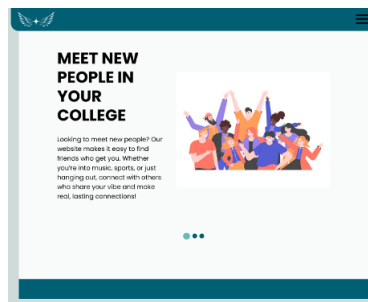 MEET NEW
PEOPLE IN
YOUR
COLLEGE
Looking to meet new people? Our
website makes it easy to find
friends who get you. Whether
you're into music, sports, or just
hanging out, connect with others
who share your vibe and make
real, lasting connections!